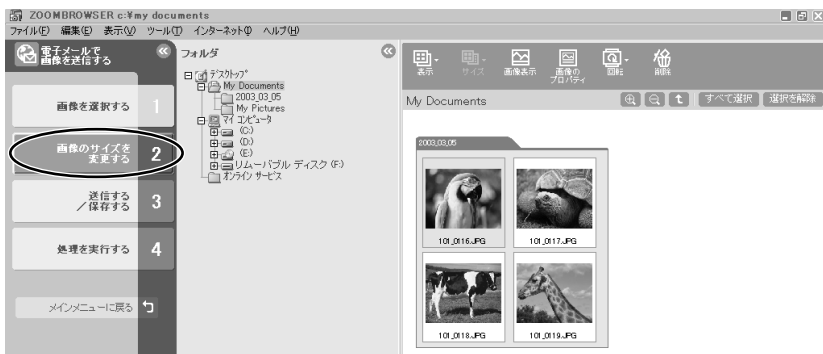 ZOOMBROWSER c:¥my documents
ファイル(F) 編集(E) 表示(V) ツール(T) インターネット(I) ヘルプ(H)
電子メールで
画像を送信する
画像を選択する 1
画像のサイズを
変更する 2
送信する
/保存する 3
処理を実行する 4
メインメニューに戻る
フォルダ
デスクトップ
My Documents
2003_03_05
My Pictures
マイ コンピュータ
(C:)
(D:)
(E:)
リムーバブル ディスク (F:)
オンライン サービス
表示 サイズ 画像表示 画像の
プロパティ 回転 削除
My Documents すべて選択 選択を解除
2003_03_05
101_0116.JPG 101_0117.JPG
101_0118.JPG 101_0119.JPG